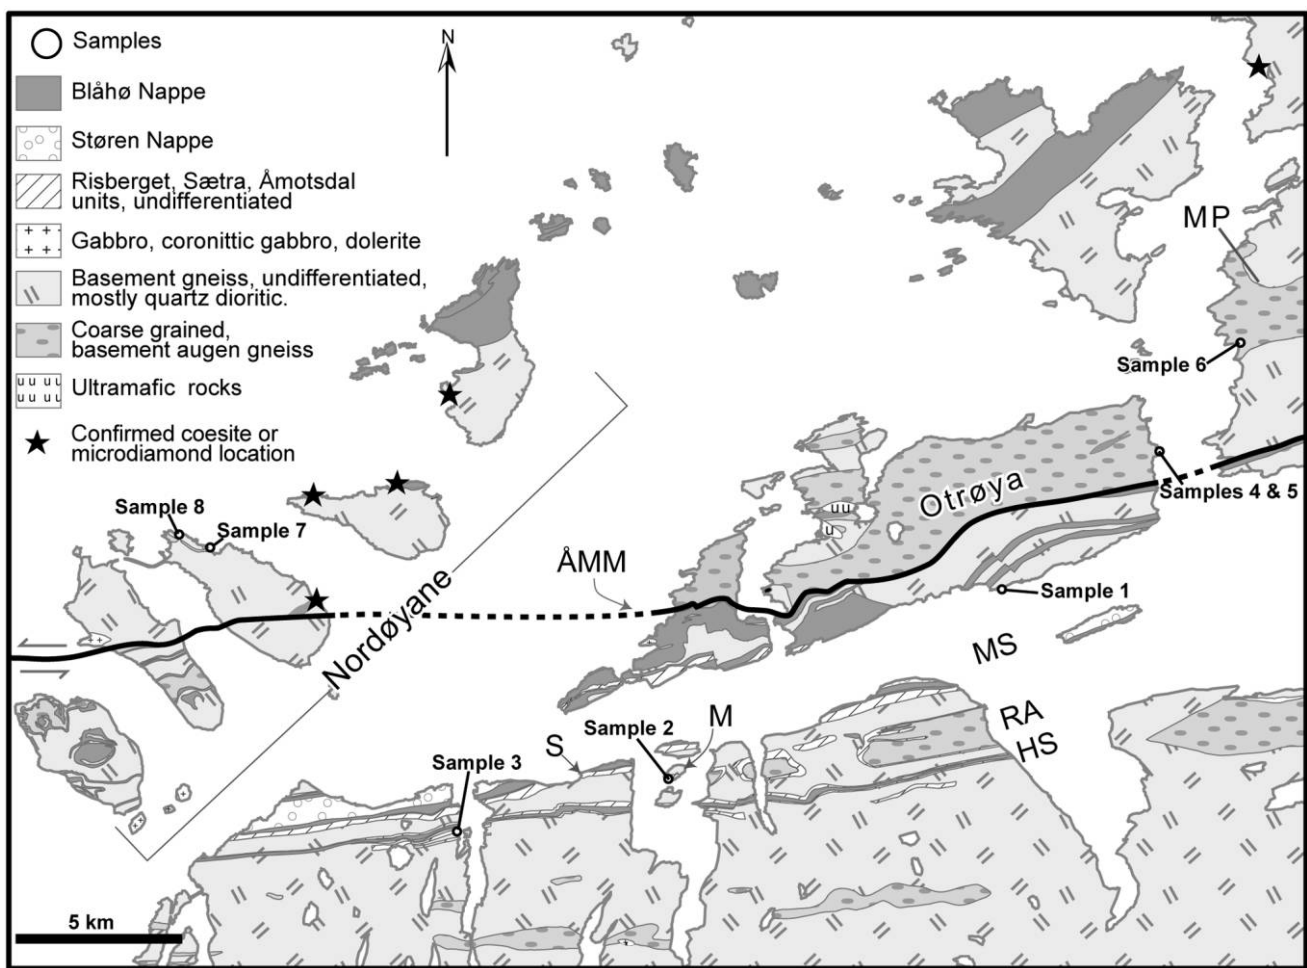 Samples
Blåhø Nappe
Støren Nappe
Risberget, Sætra, Åmotsdal
units, undifferentiated
Gabbro, coronittic gabbro, dolerite
Basement gneiss, undifferentiated,
mostly quartz dioritic.
Coarse grained,
basement augen gneiss
Ultramafic rocks
Confirmed coesite or
microdiamond location
N
MP
Sample 6
Otrøya
Samples 4 & 5
uu
u
Sample 8
Sample 7
ÅMM
Sample 1
Nordøyane
MS
RA
HS
Sample 2
M
S
Sample 3
5 km